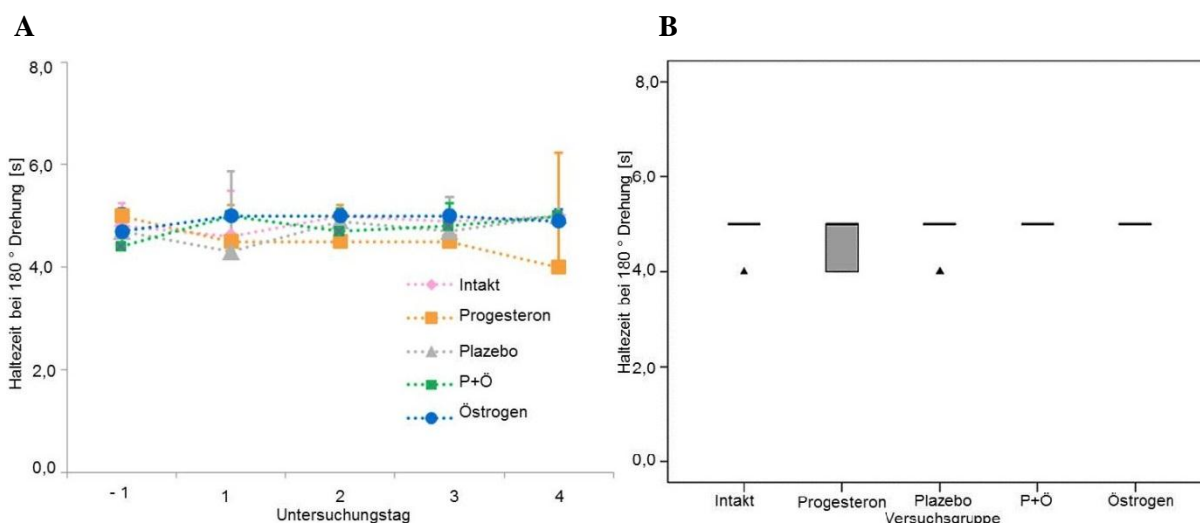 A
Haltezeit bei 180 ° Drehung [s]
8,0
6,0
4,0
2,0
0,0
Intakt
Progesteron
Plazebo
P+Ö
Östrogen
- 1 1 2 3 4
Untersuchungstag
B
Haltezeit bei 180 ° Drehung [s]
8,0
6,0
4,0
2,0
0,0
Intakt Progesteron Plazebo P+Ö Östrogen
Versuchsgruppe